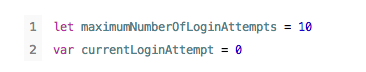 1 let maximumNumberOfLoginAttempts = 10
2 var currentLoginAttempt = 0